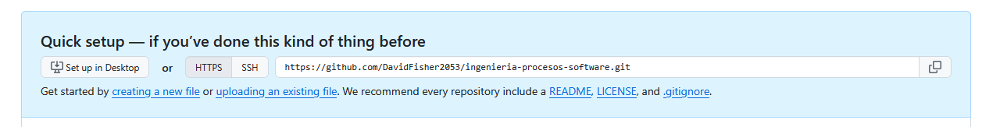 Quick setup — if you’ve done this kind of thing before
Set up in Desktop or HTTPS SSH https://github.com/DavidFisher2053/ingenieria-procesos-software.git
Get started by creating a new file or uploading an existing file. We recommend every repository include a README, LICENSE, and .gitignore.